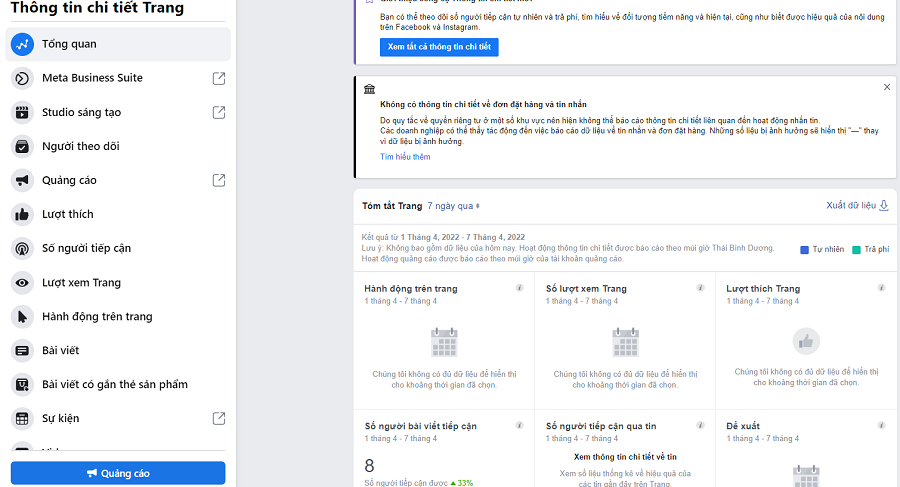 Thông tin chi tiết Trang
Tổng quan
Meta Business Suite
Studio sáng tạo
Người theo dõi
Quảng cáo
Lượt thích
Số người tiếp cận
Lượt xem Trang
Hành động trên trang
Bài viết
Bài viết có gắn thẻ sản phẩm
Sự kiện
Quảng cáo
Bạn có thể theo dõi số người tiếp cận tự nhiên và trả phí, tìm hiểu về đối tượng tiềm năng và hiện tại, cũng như biết được hiệu quả của nội dung
trên Facebook và Instagram.
Xem tất cả thông tin chi tiết
Không có thông tin chi tiết về đơn đặt hàng và tin nhắn
Do quy tắc về quyền riêng tư ở một số khu vực nên hiện không thể báo cáo thông tin chi tiết liên quan đến hoạt động nhắn tin.
Các doanh nghiệp có thể thấy tác động đến việc báo cáo dữ liệu về tin nhắn và đơn đặt hàng. Những số liệu bị ảnh hưởng sẽ hiển thị "—" thay
vì dữ liệu bị ảnh hưởng.
Tìm hiểu thêm
Tóm tắt Trang 7 ngày qua
Xuất dữ liệu
Kết quả từ 1 Tháng 4, 2022 - 7 Tháng 4, 2022
Lưu ý: Không bao gồm dữ liệu của hôm nay. Hoạt động thông tin chi tiết được báo cáo theo múi giờ Thái Bình Dương.
Hoạt động quảng cáo được báo cáo theo múi giờ của tài khoản quảng cáo.
Tự nhiên
Trả phí
Hành động trên trang
1 tháng 4 - 7 tháng 4
Chúng tôi không có đủ dữ liệu để hiển thị
cho khoảng thời gian đã chọn.
Số lượt xem Trang
1 tháng 4 - 7 tháng 4
Chúng tôi không có đủ dữ liệu để hiển thị
cho khoảng thời gian đã chọn.
Lượt thích Trang
1 tháng 4 - 7 tháng 4
Chúng tôi không có đủ dữ liệu để hiển thị
cho khoảng thời gian đã chọn.
Số người bài viết tiếp cận
1 tháng 4 - 7 tháng 4
8
Số người tiếp cận được ▲33%
Số người tiếp cận qua tin
1 tháng 4 - 7 tháng 4
Xem thông tin chi tiết về tin
Xem số liệu thống kê về hiệu quả của
các tin gần đây trên Trang.
Đề xuất
1 tháng 4 - 7 tháng 4